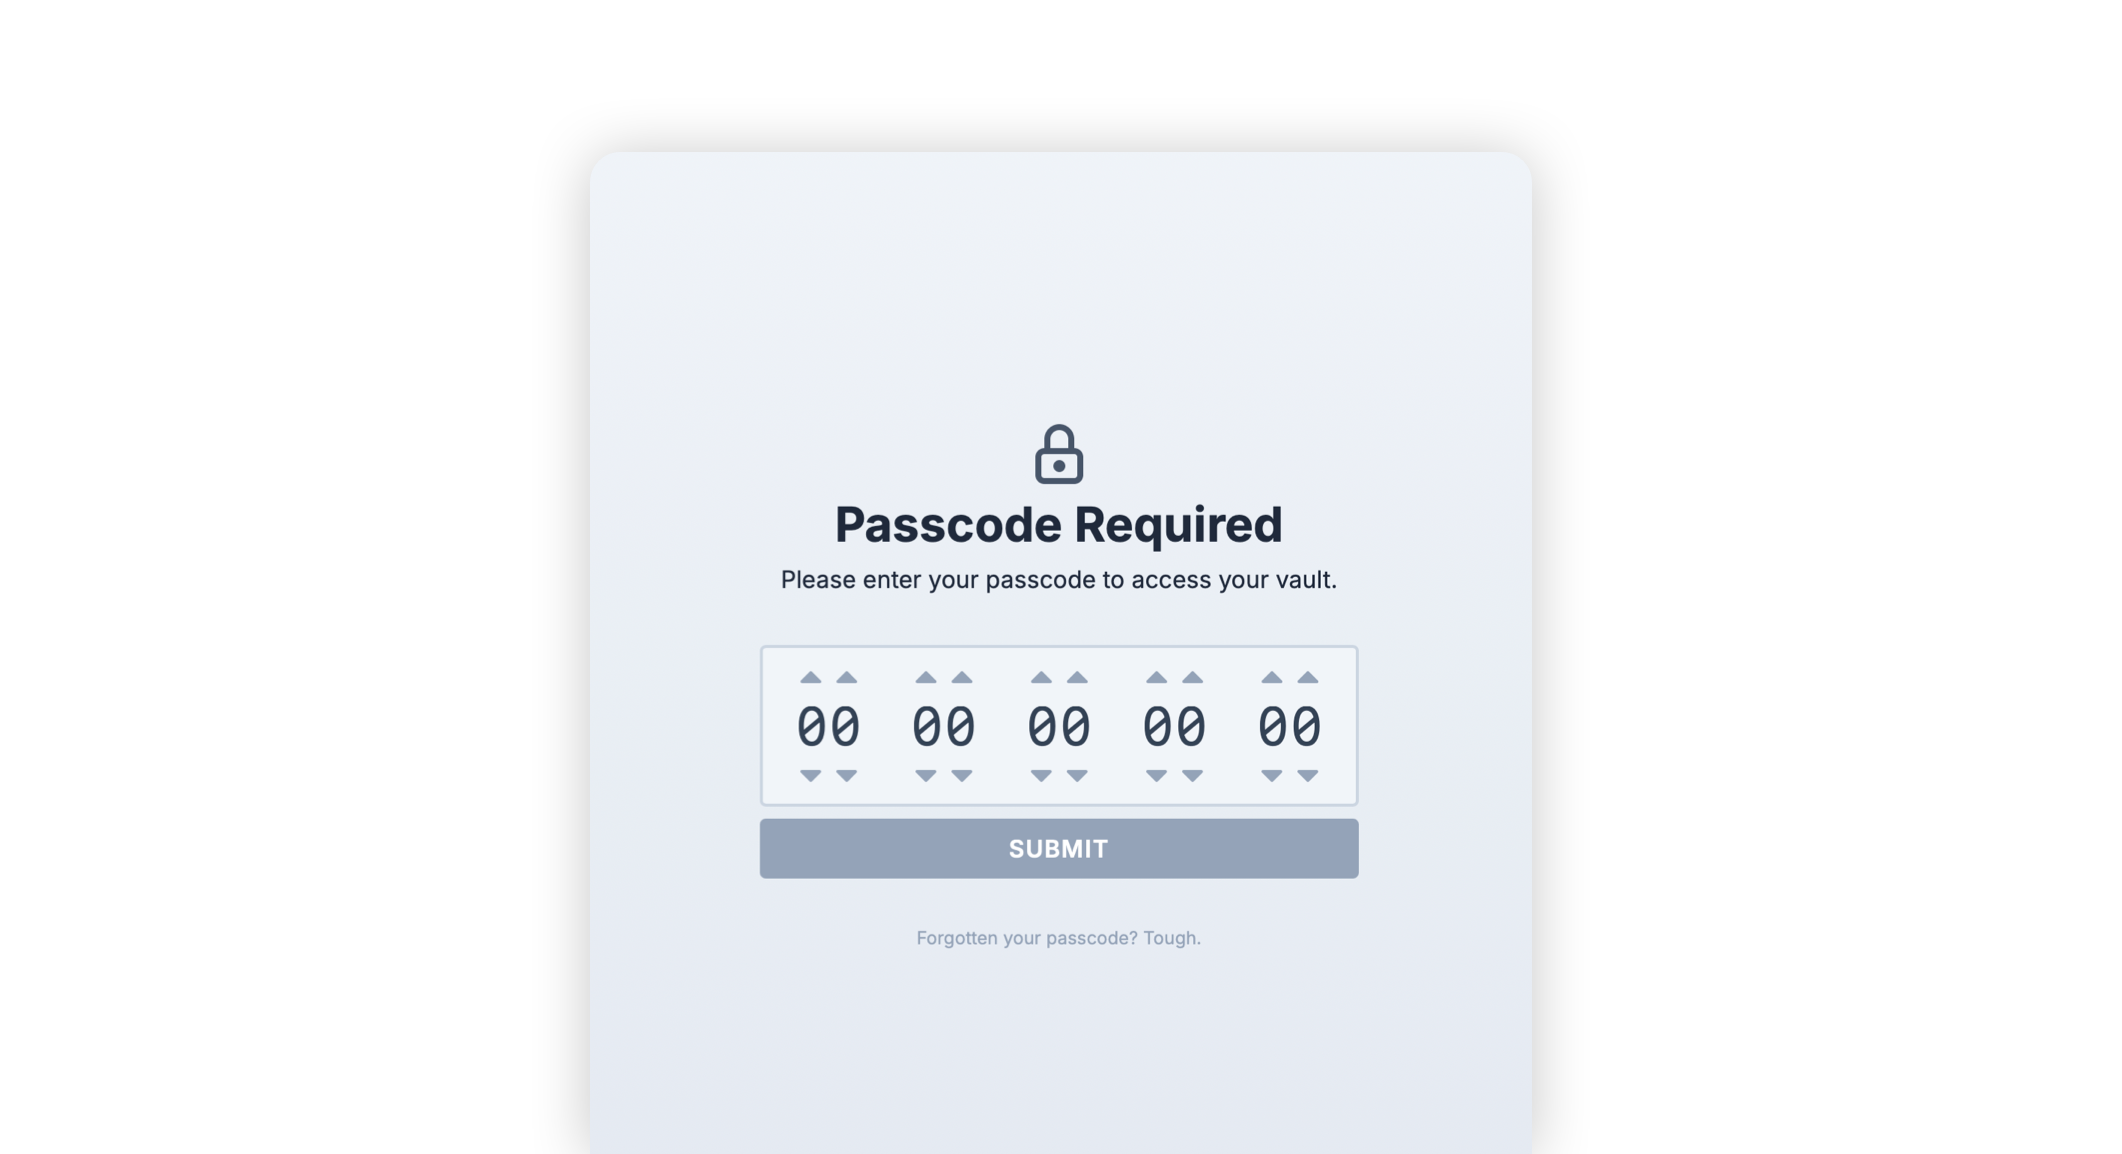 Passcode Required
Please enter your passcode to access your vault.
00 00 00 00 00
SUBMIT
Forgotten your passcode? Tough.